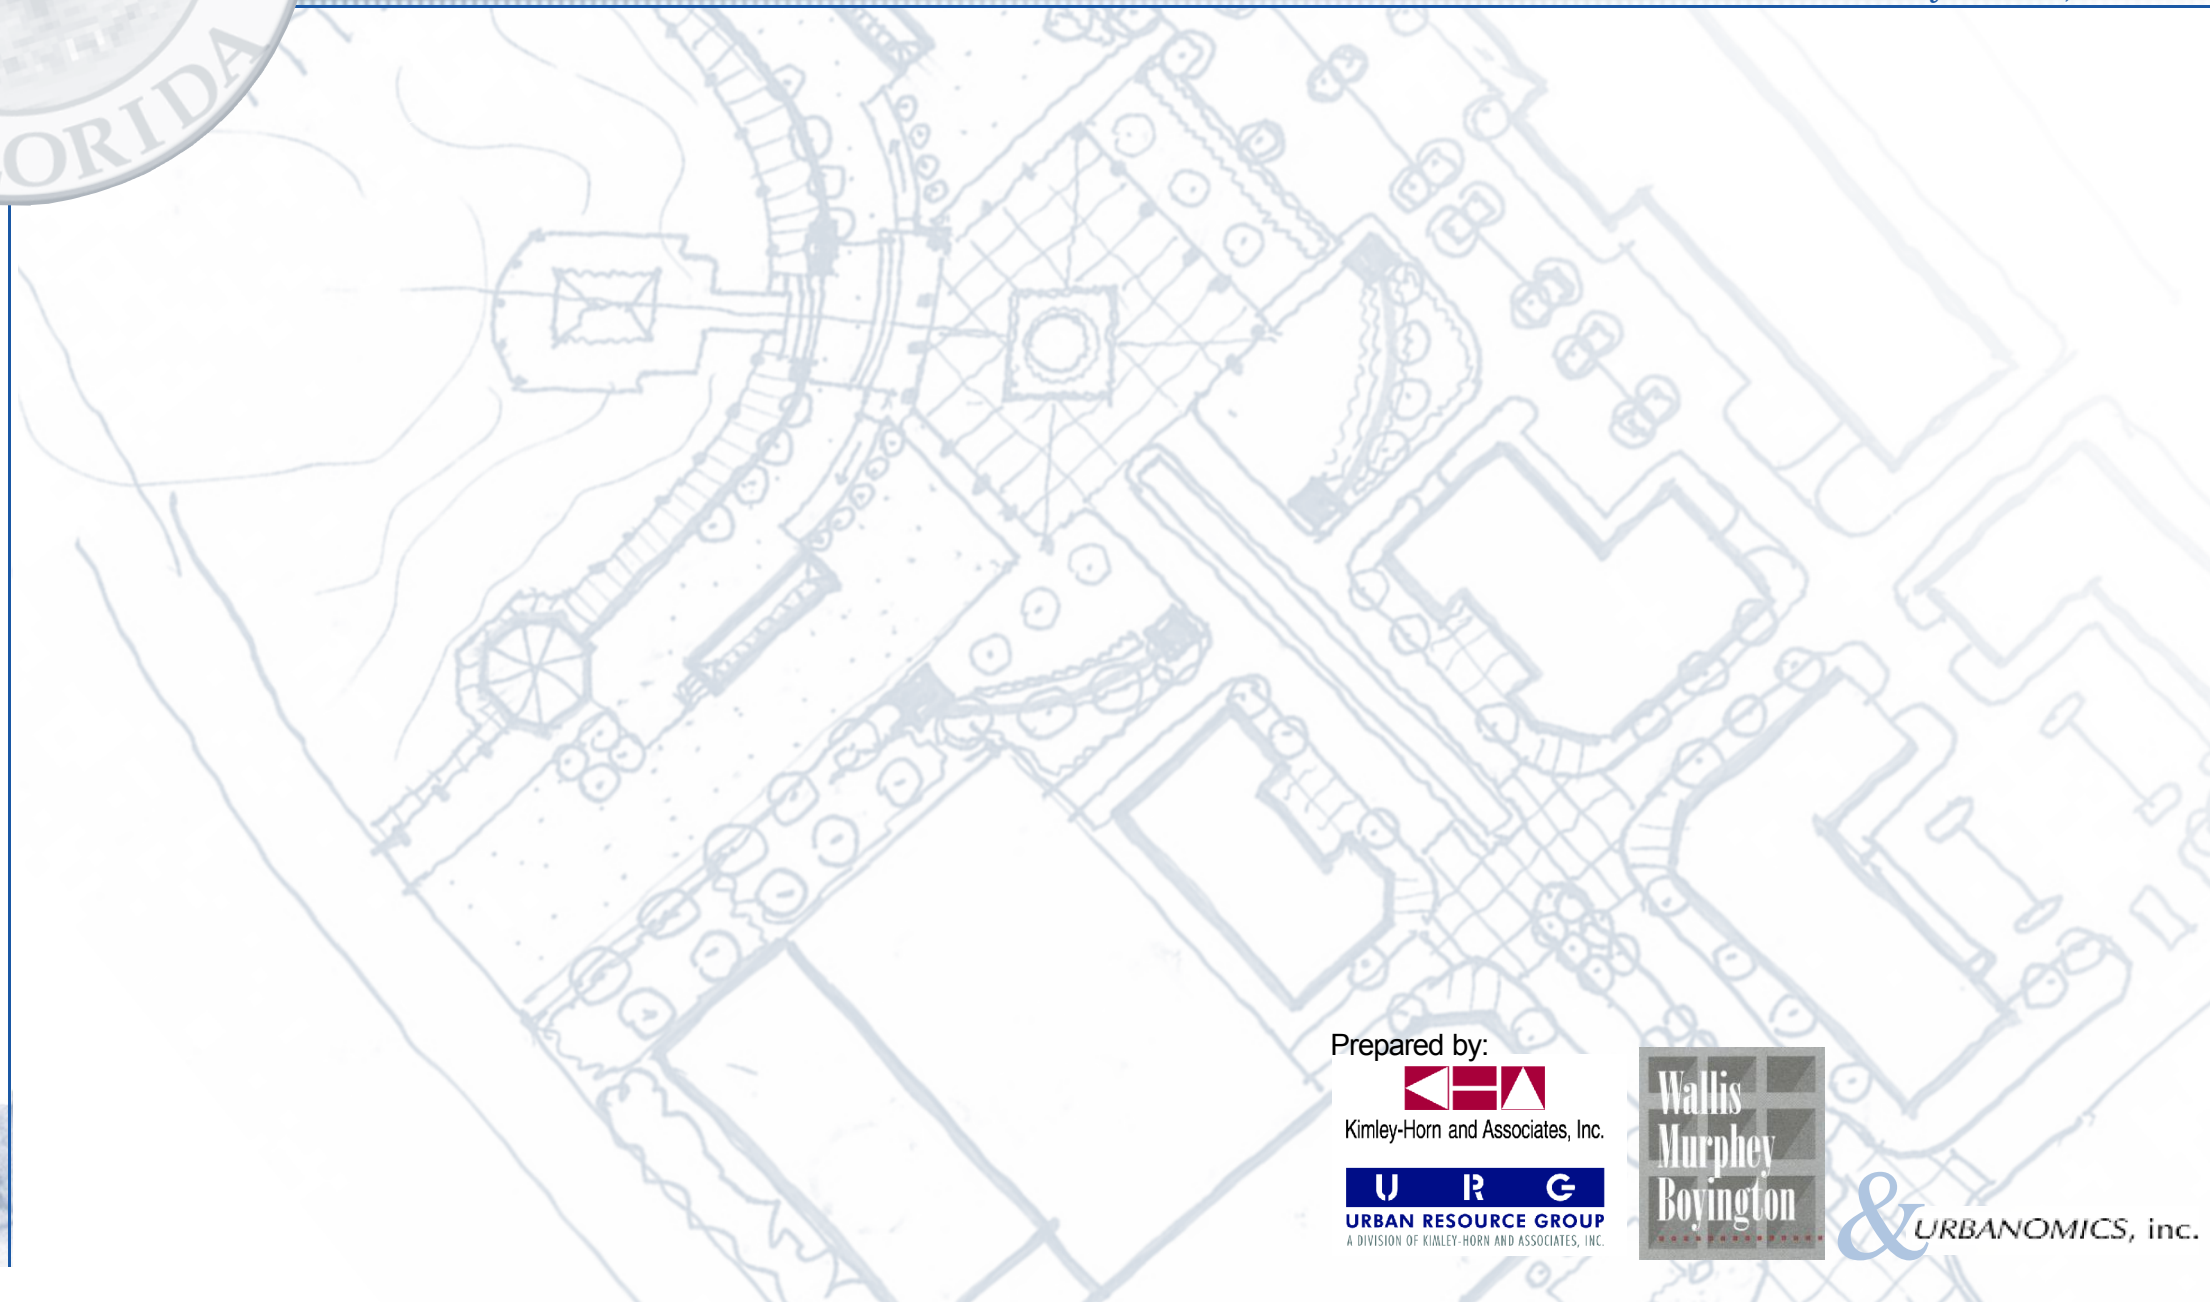 ORIDA
Prepared by:
KHA
Kimley-Horn and Associates, Inc.
U R G
URBAN RESOURCE GROUP
A DIVISION OF KIMLEY-HORN AND ASSOCIATES, INC.
Wallis
Murphey
Boyington
&
URBANOMICS, inc.